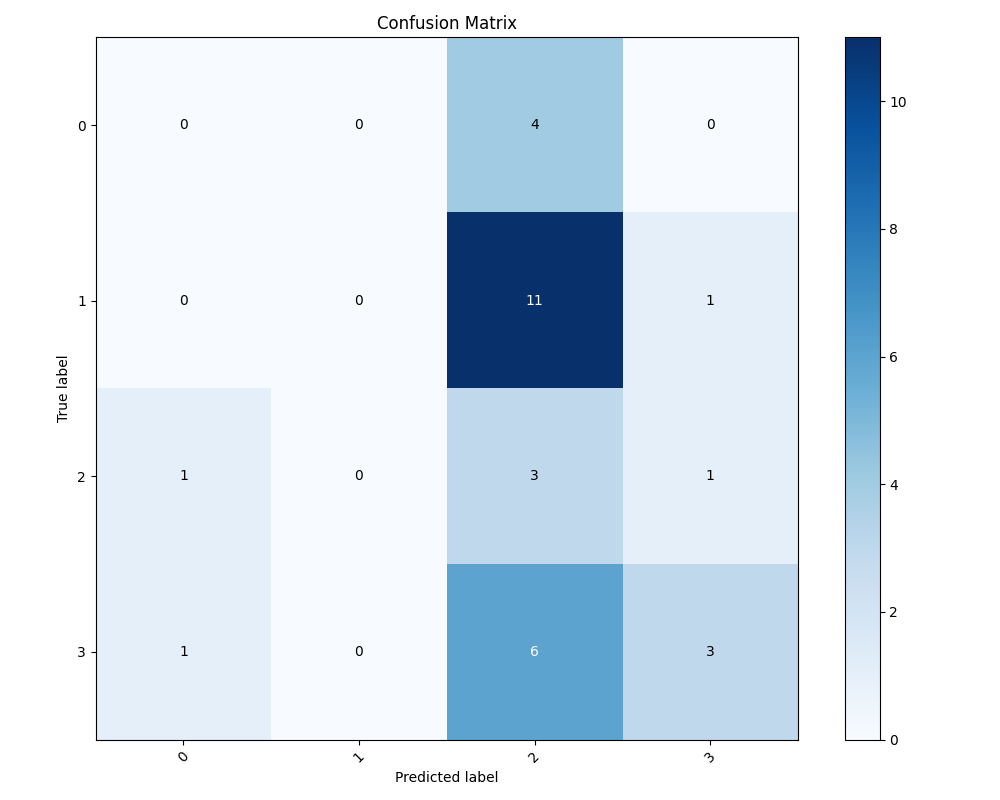 Confusion Matrix
0 0 0 4 0
1 0 0 11 1
2 1 0 3 1
3 1 0 6 3
0 1 2 3
True label
Predicted label
10
8
6
4
2
0